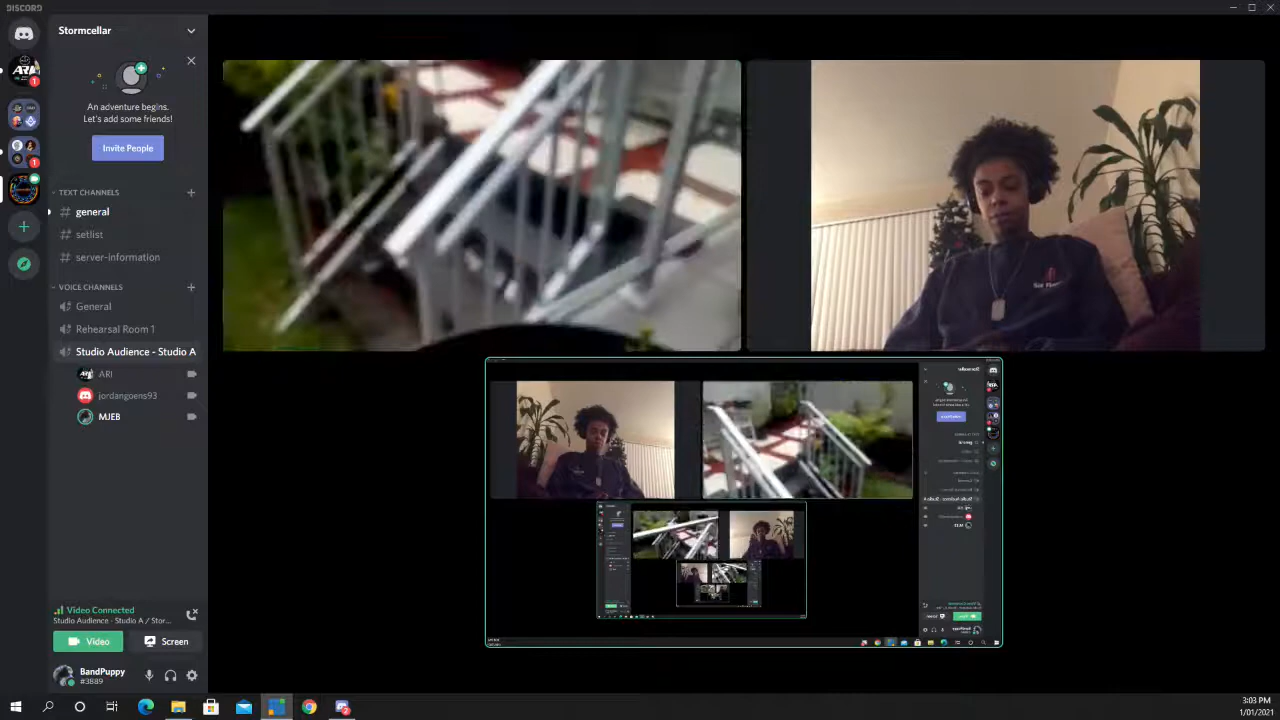 DISCORD
Stormcellar
An adventure begins.
Let's add some friends!
Invite People
TEXT CHANNELS
general
setlist
server-information
VOICE CHANNELS
General
Rehearsal Room 1
Studio Audience - Studio A
ARI
jordangoens93
MJEB
Video Connected
Studio Audience - Studio A / Stor...
Video
Screen
BandPuppy
#3889
3:03 PM
1/01/2021